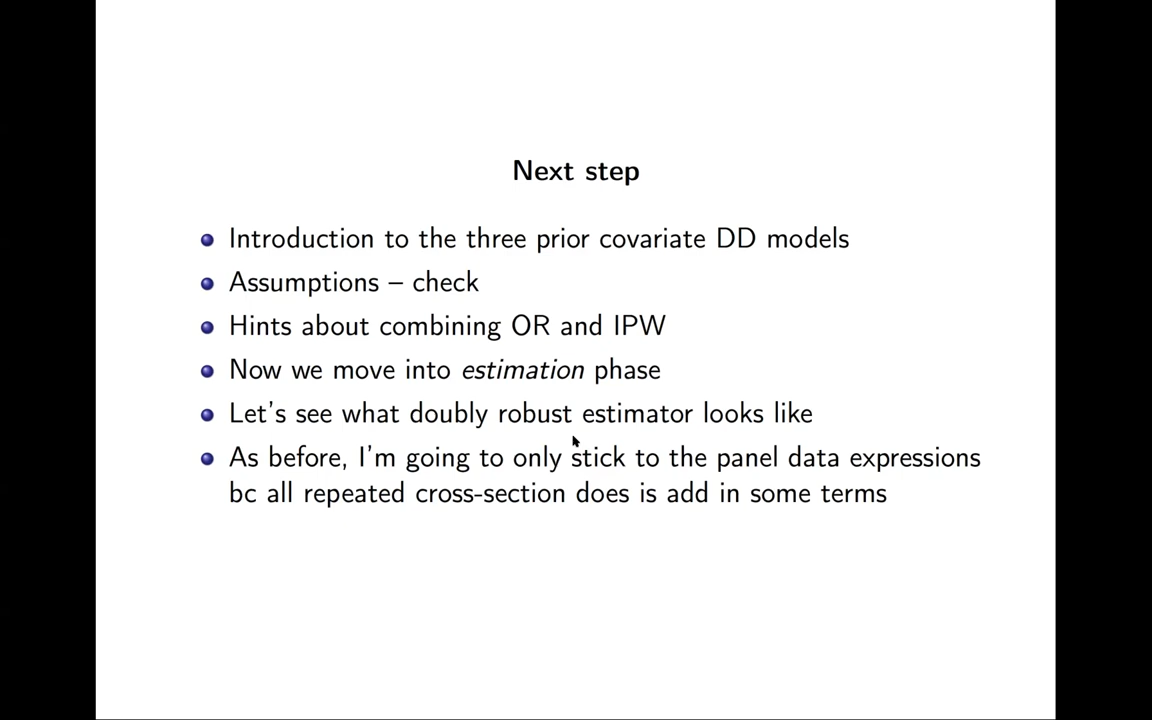 Next step
Introduction to the three prior covariate DD models
Assumptions – check
Hints about combining OR and IPW
Now we move into estimation phase
Let's see what doubly robust estimator looks like
As before, I'm going to only stick to the panel data expressions
bc all repeated cross-section does is add in some terms